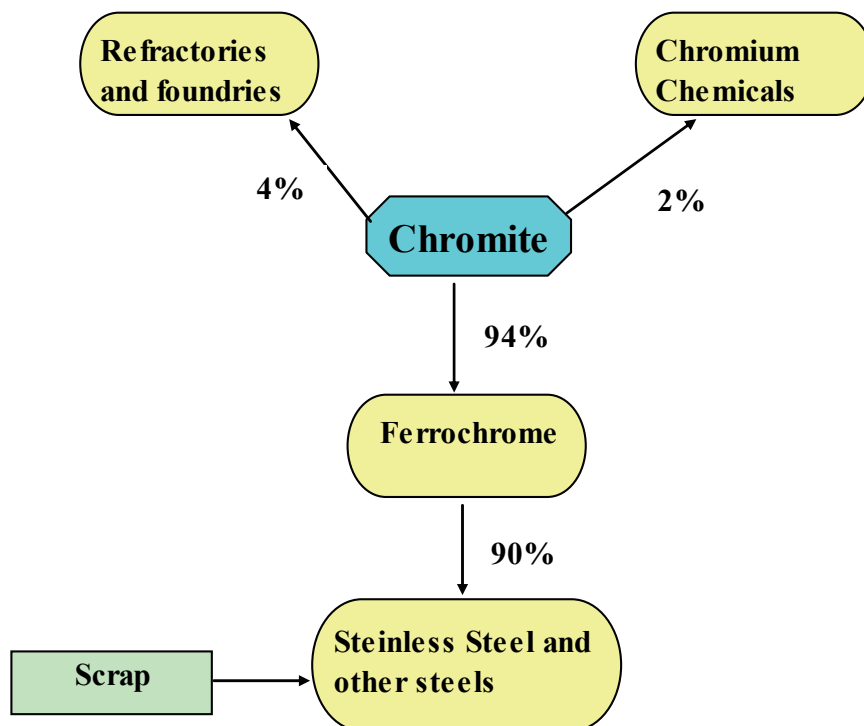 Refractories
and foundries
Chromium
Chemicals
4%
2%
Chromite
94%
Ferrochrome
90%
Steinless Steel and
other steels
Scrap